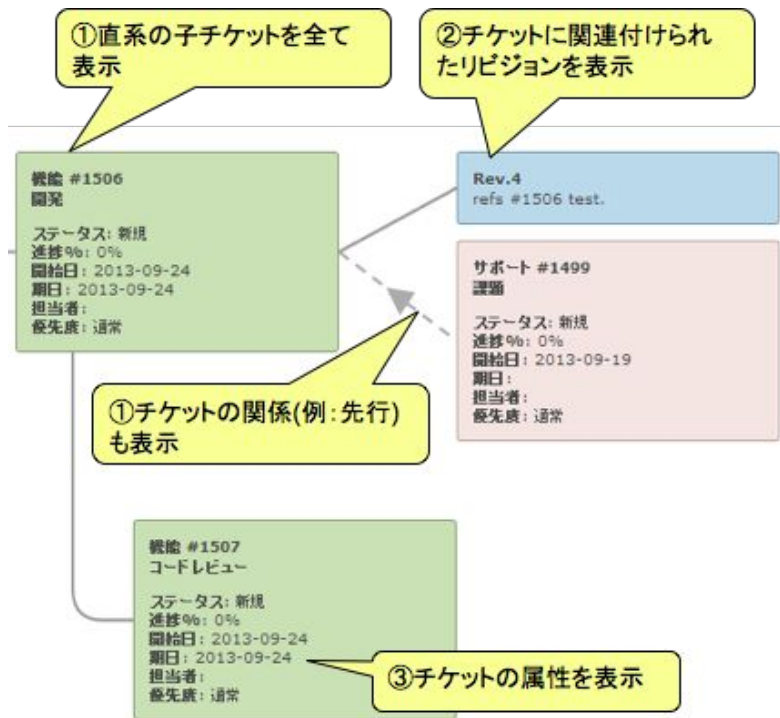 ①直系の子チケットを全て
表示
②チケットに関連付けられ
たリビジョンを表示
機能 #1506
開発
ステータス: 新規
進捗%: 0%
開始日: 2013-09-24
期日: 2013-09-24
担当者:
優先度: 通常
Rev.4
refs #1506 test.
サポート #1499
課題
ステータス: 新規
進捗%: 0%
開始日: 2013-09-19
期日:
担当者:
優先度: 通常
①チケットの関係(例:先行)
も表示
機能 #1507
コードレビュー
ステータス: 新規
進捗%: 0%
開始日: 2013-09-24
期日: 2013-09-24
担当者:
優先度: 通常
③チケットの属性を表示